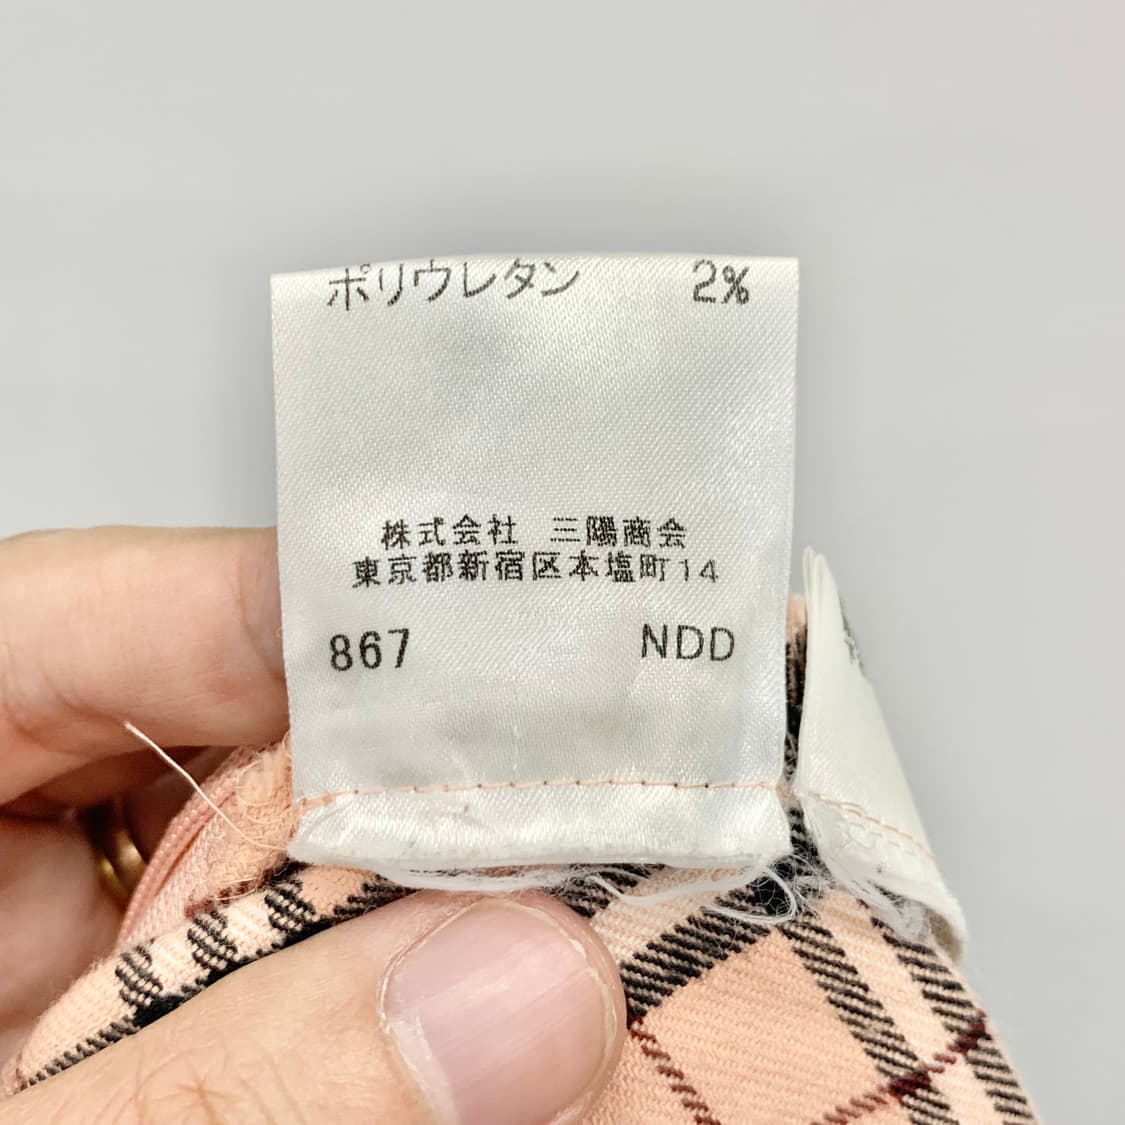 ポリウレタン 2%
株式会社 三陽商会
東京都新宿区本塩町14
867 NDD